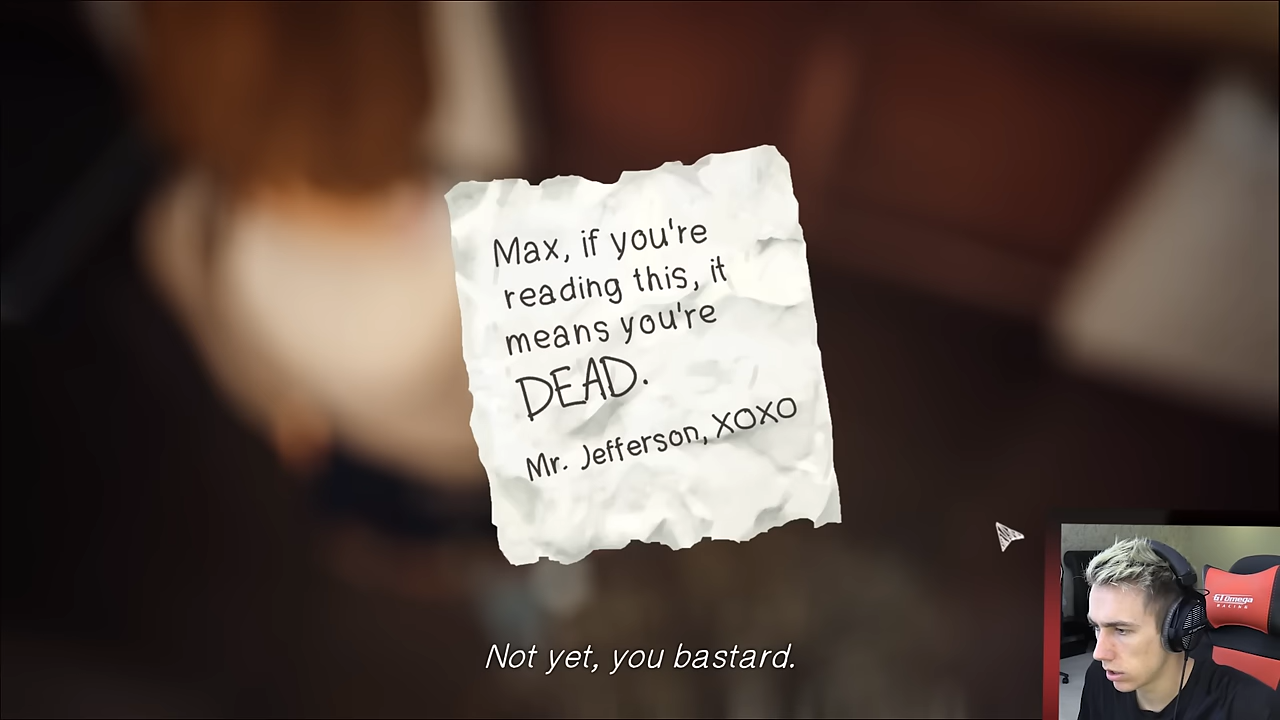 Max, if you're
reading this, it
means you're
DEAD.
Mr. Jefferson, XOXO
Not yet, you bastard.
GT Omega
RACING